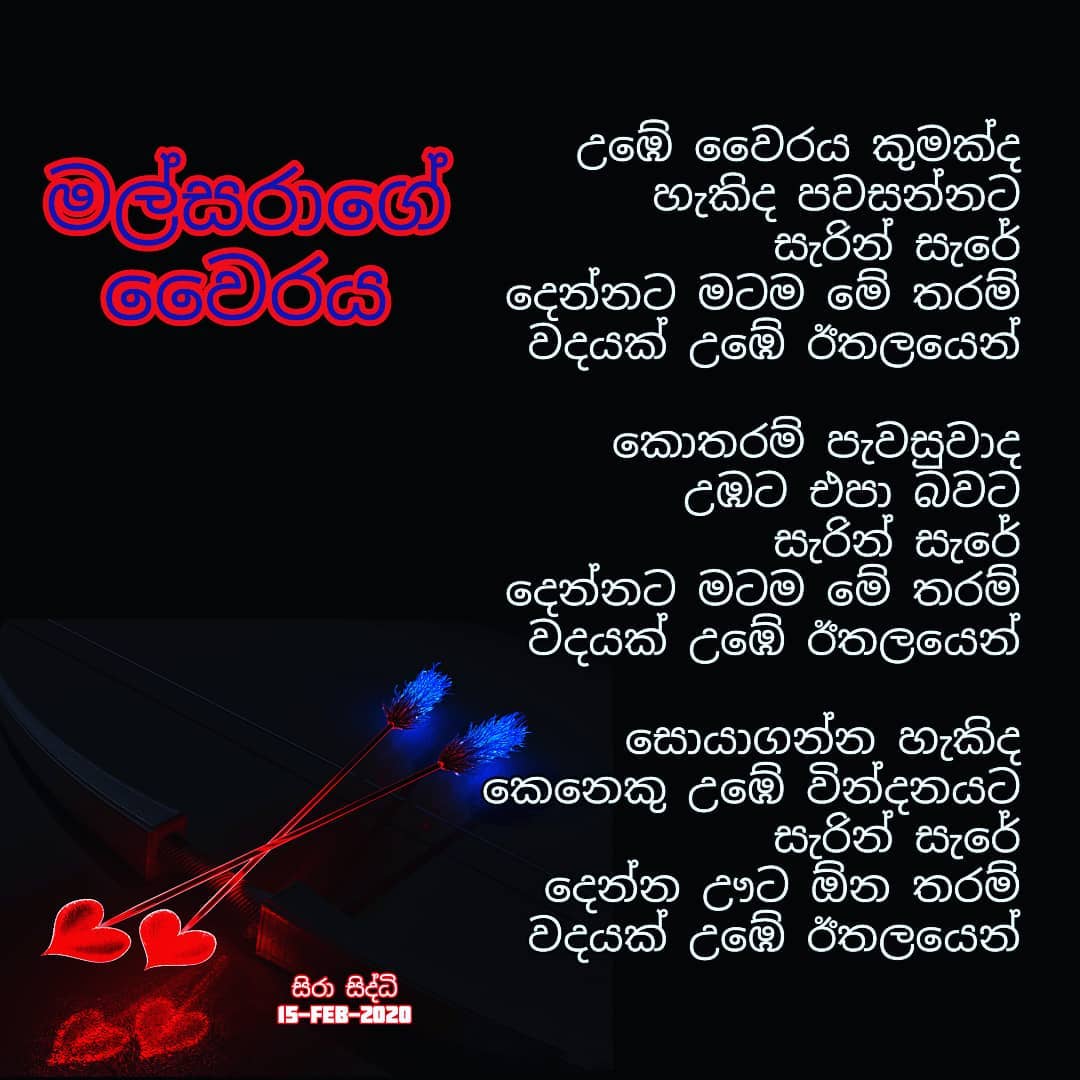 මල්සරාගේ
වෛරය
උඹේ වෛරය කුමක්ද
හැකිද පවසන්නට
සැරින් සැරේ
දෙන්නට මටම මේ තරම්
වදයක් උඹේ ඊතලයෙන්
කොතරම් පැවසුවාද
උඹට එපා බවට
සැරින් සැරේ
දෙන්නට මටම මේ තරම්
වදයක් උඹේ ඊතලයෙන්
සොයාගන්න හැකිද
කෙනෙකු උඹේ වින්දනයට
සැරින් සැරේ
දෙන්න ඌට ඕන තරම්
වදයක් උඹේ ඊතලයෙන්
සිරා සිද්ධි
15-FEB-2020